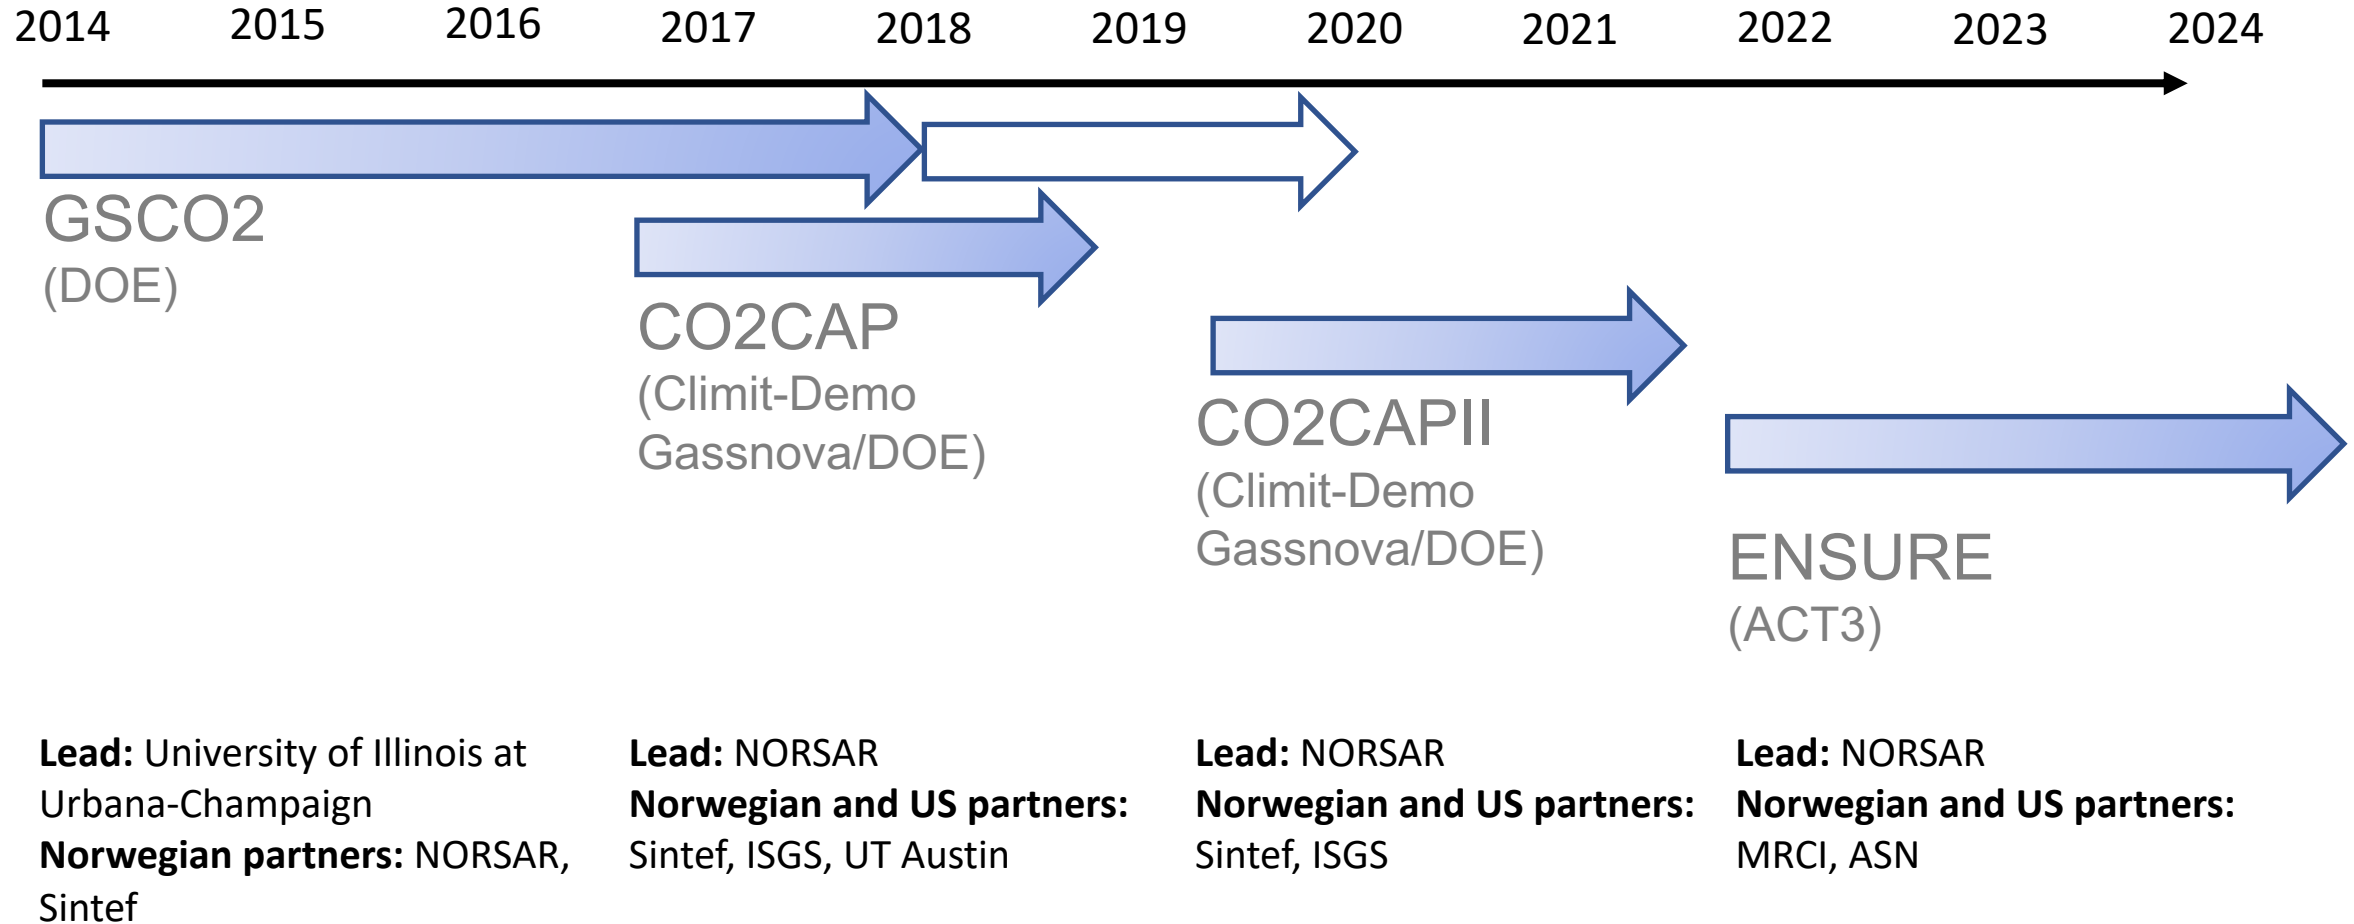 2014 2015 2016 2017 2018 2019 2020 2021 2022 2023 2024
GSCO2
(DOE)
CO2CAP
(Climit-Demo
Gassnova/DOE)
CO2CAPII
(Climit-Demo
Gassnova/DOE)
ENSURE
(ACT3)
Lead: University of Illinois at
Urbana-Champaign
Norwegian partners: NORSAR,
Sintef
Lead: NORSAR
Norwegian and US partners:
Sintef, ISGS, UT Austin
Lead: NORSAR
Norwegian and US partners:
Sintef, ISGS
Lead: NORSAR
Norwegian and US partners:
MRCI, ASN